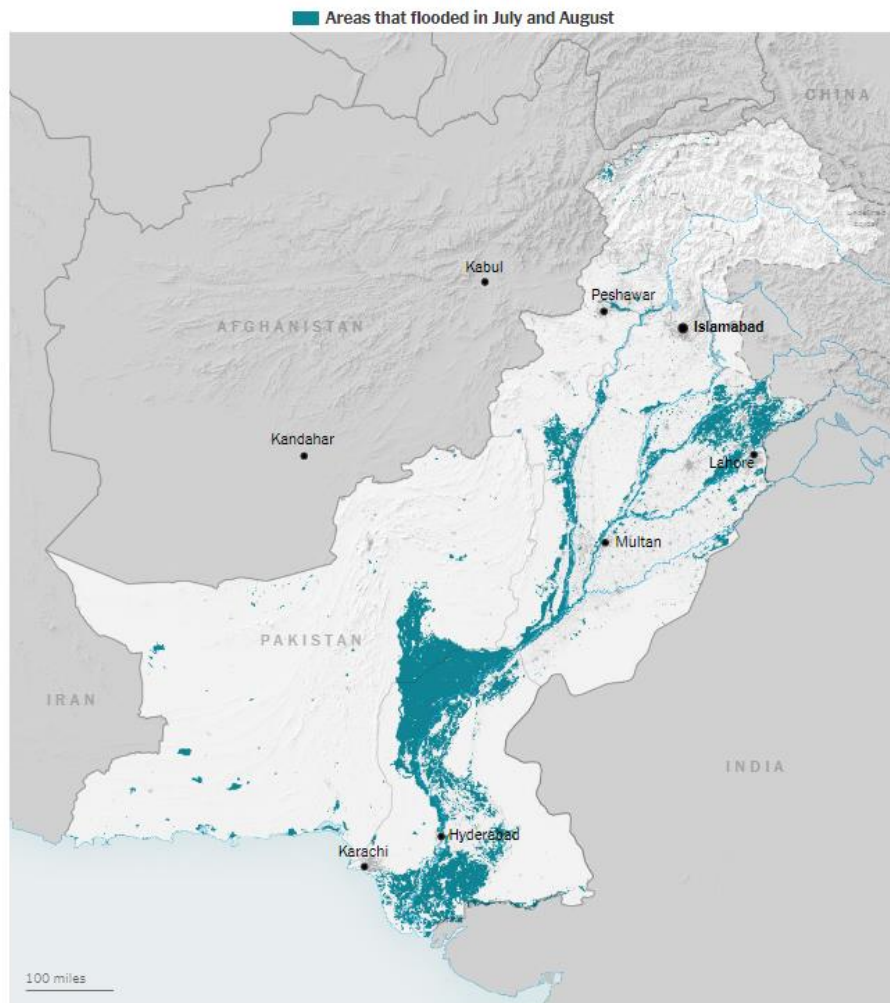 Areas that flooded in July and August
CHINA
Kabul
Peshawar
AFGHANISTAN
Islamabad
Kandahar
Lahore
Multan
PAKISTAN
IRAN
INDIA
Hyderabad
Karachi
100 miles